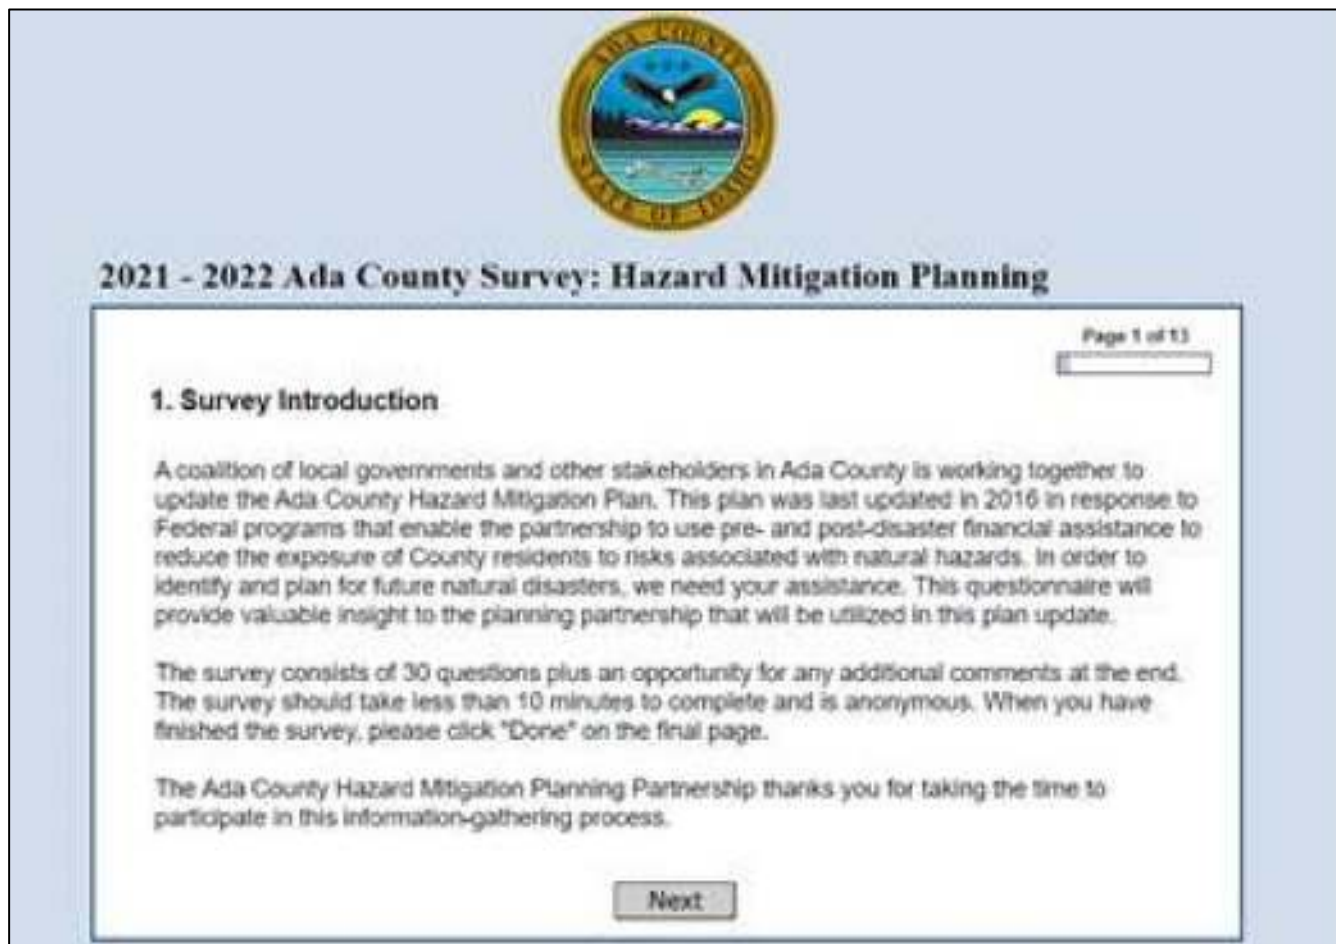 ADA COUNTY
STATE OF IDAHO
2021 - 2022 Ada County Survey: Hazard Mitigation Planning
Page 1 of 13
1. Survey Introduction
A coalition of local governments and other stakeholders in Ada County is working together to
update the Ada County Hazard Mitigation Plan. This plan was last updated in 2016 in response to
Federal programs that enable the partnership to use pre- and post-disaster financial assistance to
reduce the exposure of County residents to risks associated with natural hazards. In order to
identify and plan for future natural disasters, we need your assistance. This questionnaire will
provide valuable insight to the planning partnership that will be utilized in this plan update.
The survey consists of 30 questions plus an opportunity for any additional comments at the end.
The survey should take less than 10 minutes to complete and is anonymous. When you have
finished the survey, please click "Done" on the final page.
The Ada County Hazard Mitigation Planning Partnership thanks you for taking the time to
participate in this information-gathering process.
Next